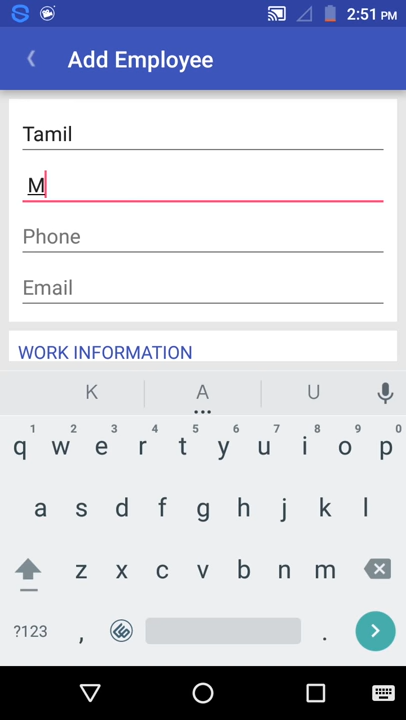 2:51 PM
Add Employee
Tamil
M
Phone
Email
WORK INFORMATION
K A U
1 2 3 4 5 6 7 8 9 0
q w e r t y u i o p
a s d f g h j k l
z x c v b n m
?123 , .